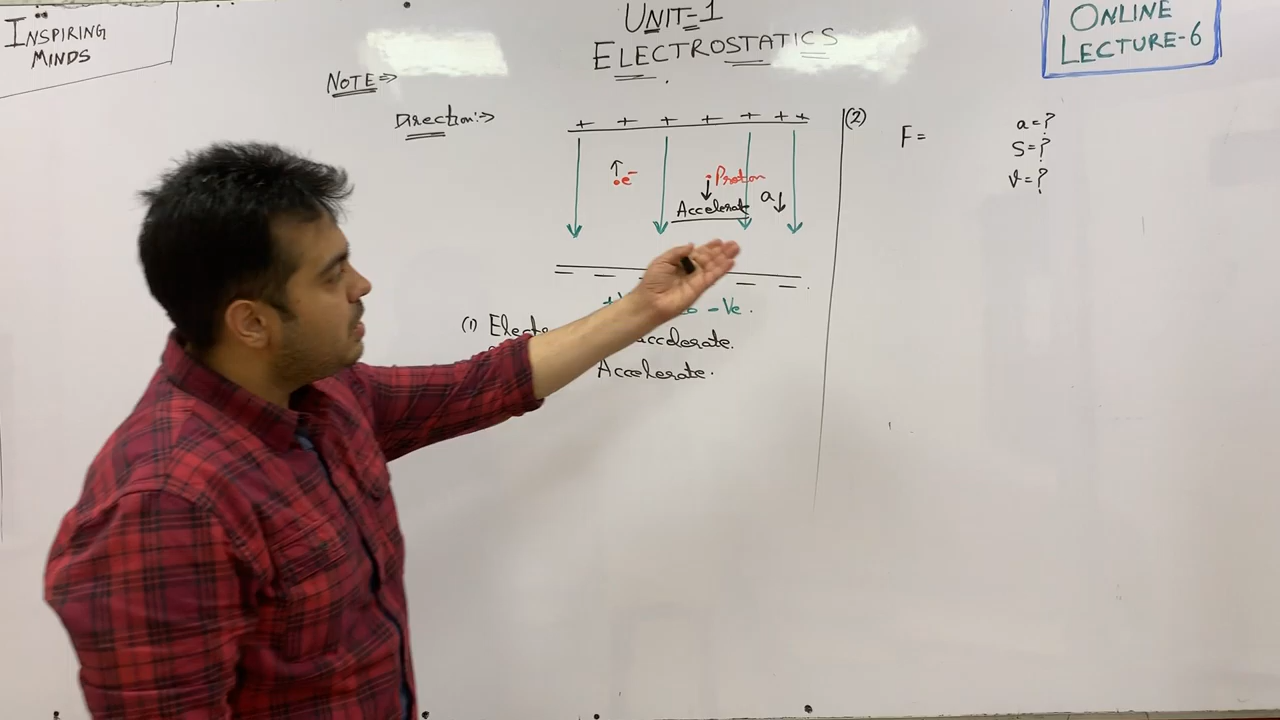 INSPIRING
MINDS
UNIT-1
ELECTROSTATICS
ONLINE
LECTURE-6
NOTE⇒
Direction:→
+ + + + + + +
↑
e⁻
Proton
↓
Accelerate a↓
– Ve.
(1) accelerate.
Accelerate.
(2) F =
a=?
S=?
v=?